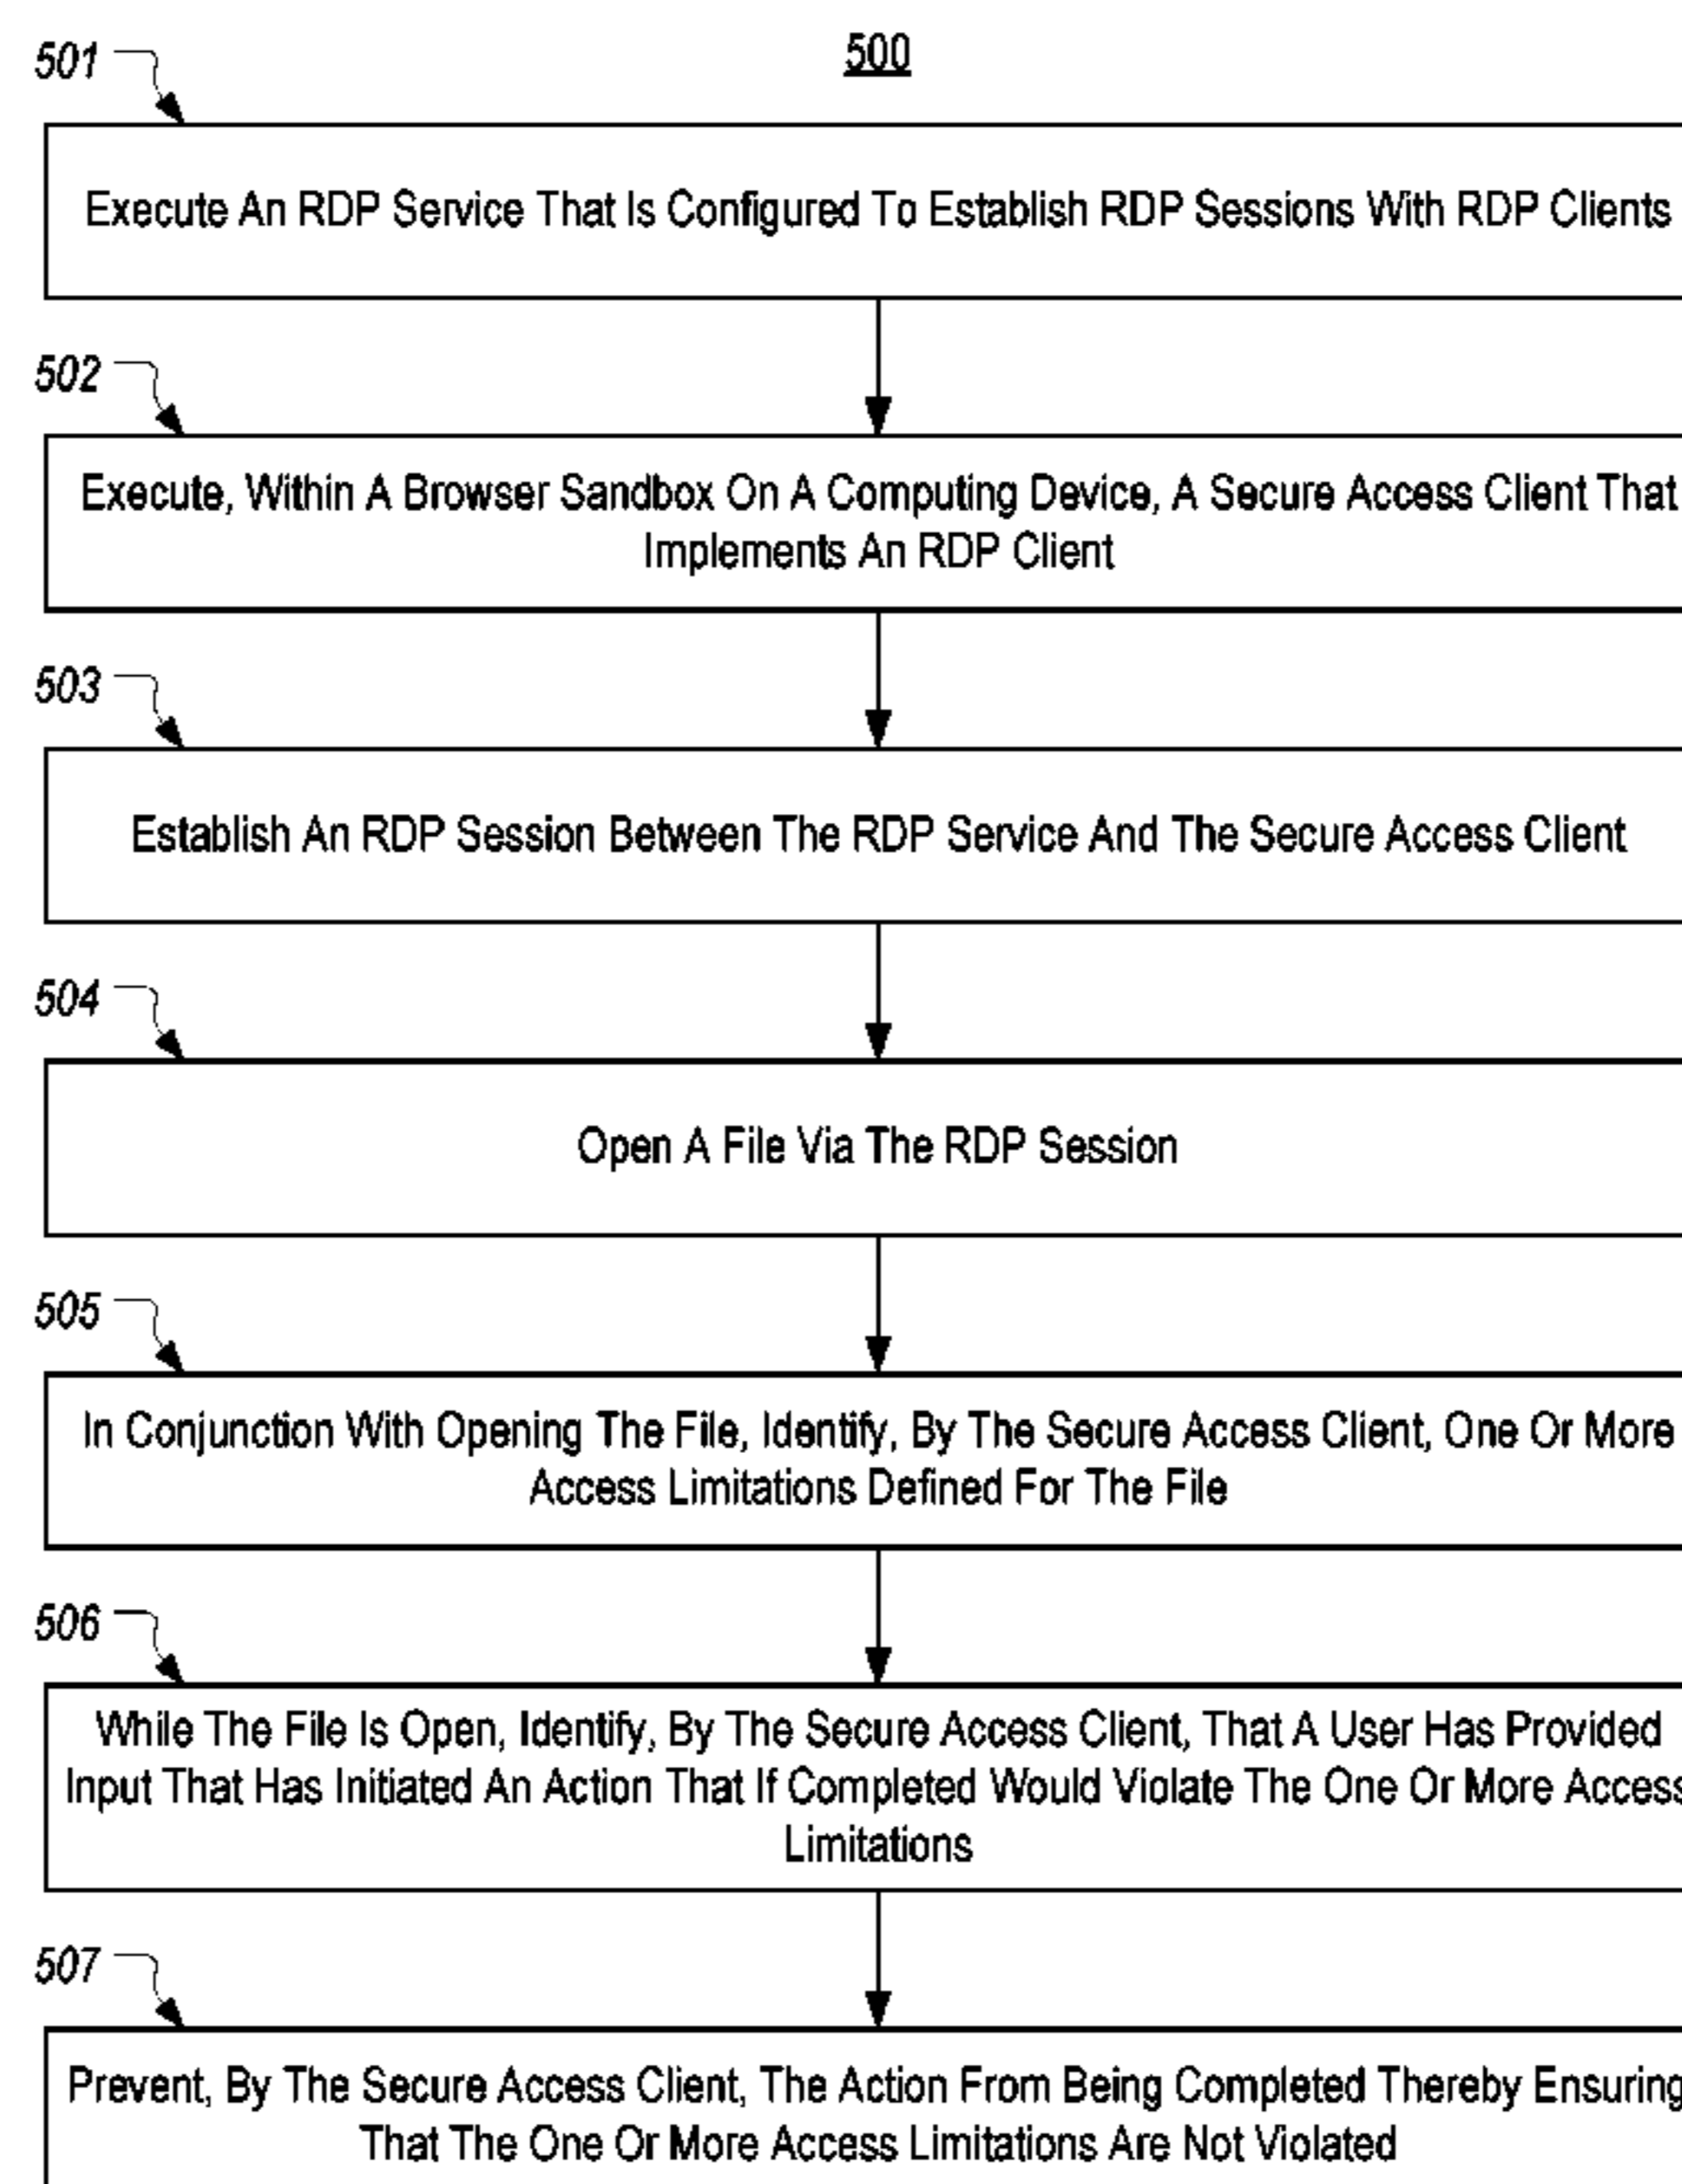 500
501
Execute An RDP Service That Is Configured To Establish RDP Sessions With RDP Clients
502
Execute, Within A Browser Sandbox On A Computing Device, A Secure Access Client That
Implements An RDP Client
503
Establish An RDP Session Between The RDP Service And The Secure Access Client
504
Open A File Via The RDP Session
505
In Conjunction With Opening The File, Identify, By The Secure Access Client, One Or More
Access Limitations Defined For The File
506
While The File Is Open, Identify, By The Secure Access Client, That A User Has Provided
Input That Has Initiated An Action That If Completed Would Violate The One Or More Access
Limitations
507
Prevent, By The Secure Access Client, The Action From Being Completed Thereby Ensuring
That The One Or More Access Limitations Are Not Violated